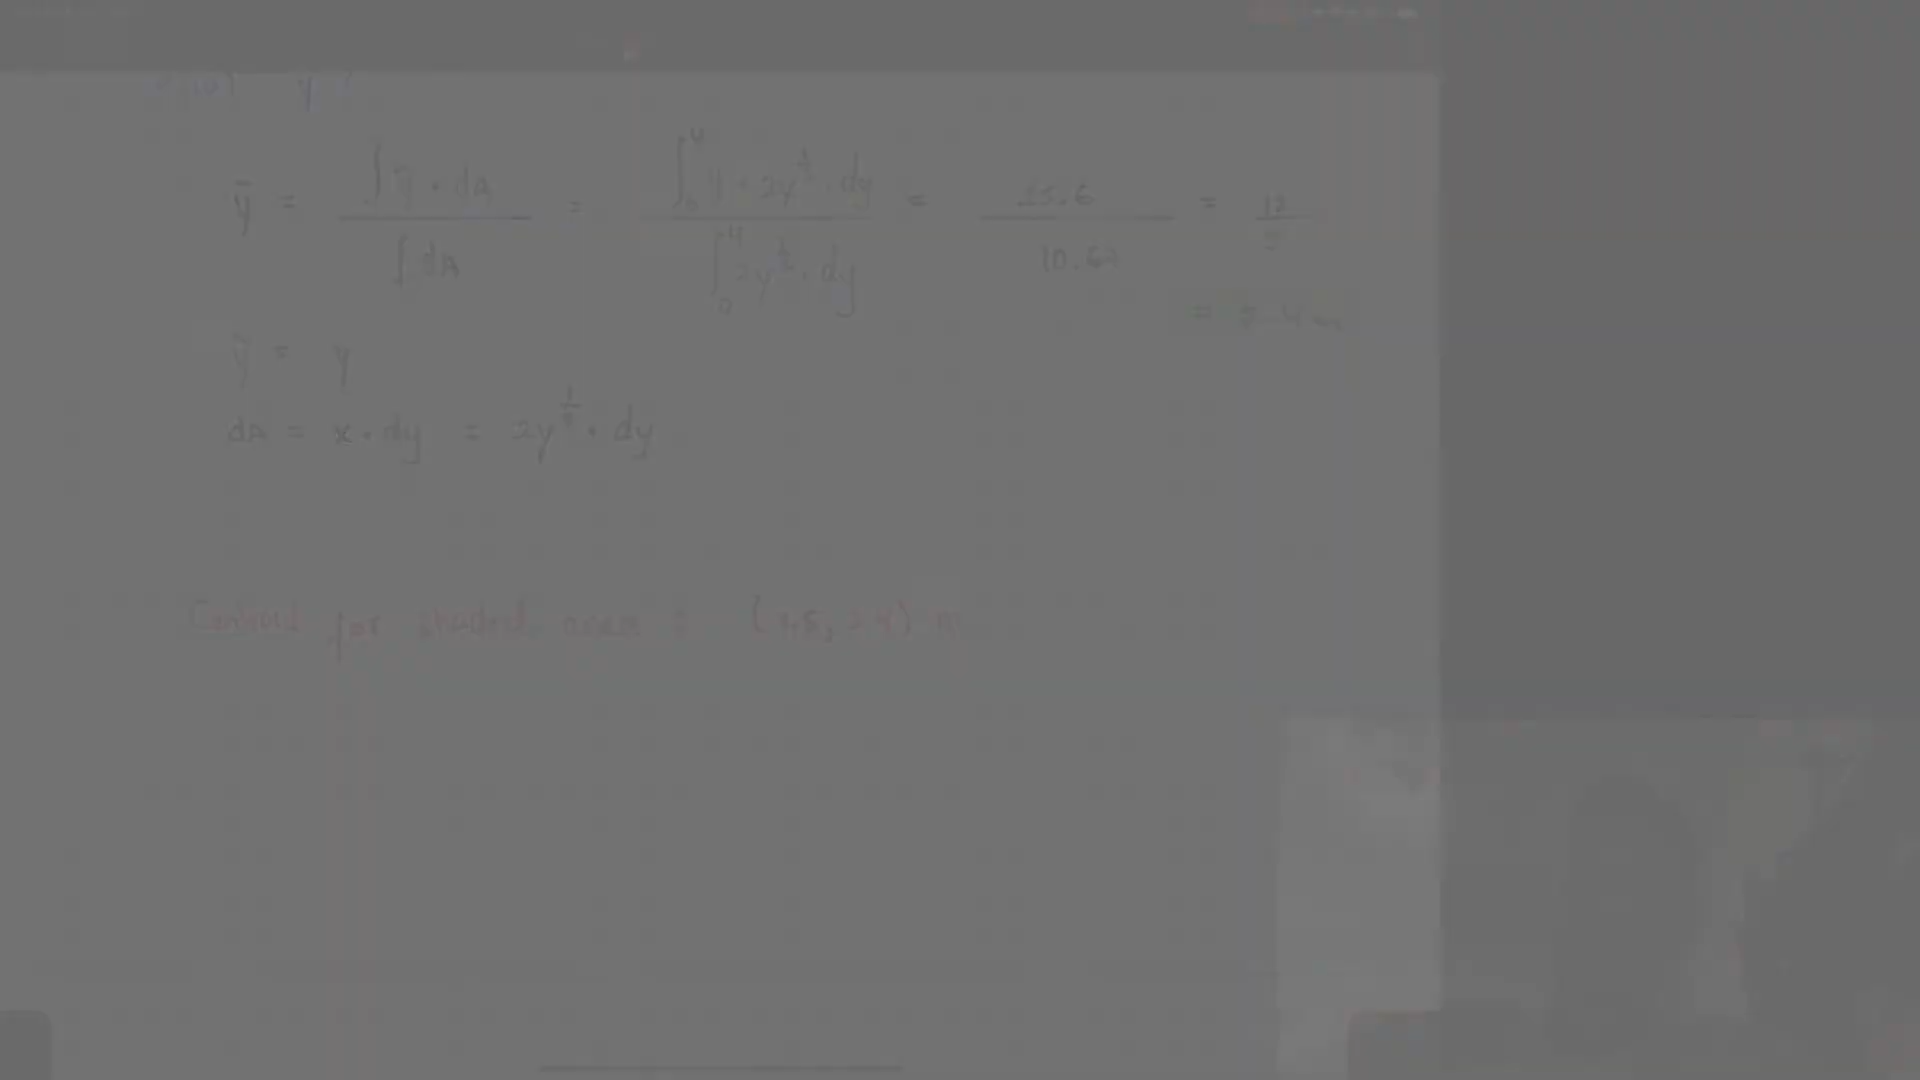 ȳ = ∫ ỹ · dA / ∫ dA = ∫₀⁴ y · 2y^½ · dy / ∫₀⁴ 2y^½ · dy = 25.6 / 10.67 = 12 / 5
= 2.4 m
ỹ = y
dA = x · dy = 2y^½ · dy
Centroid for shaded area : (1.5, 2.4) m